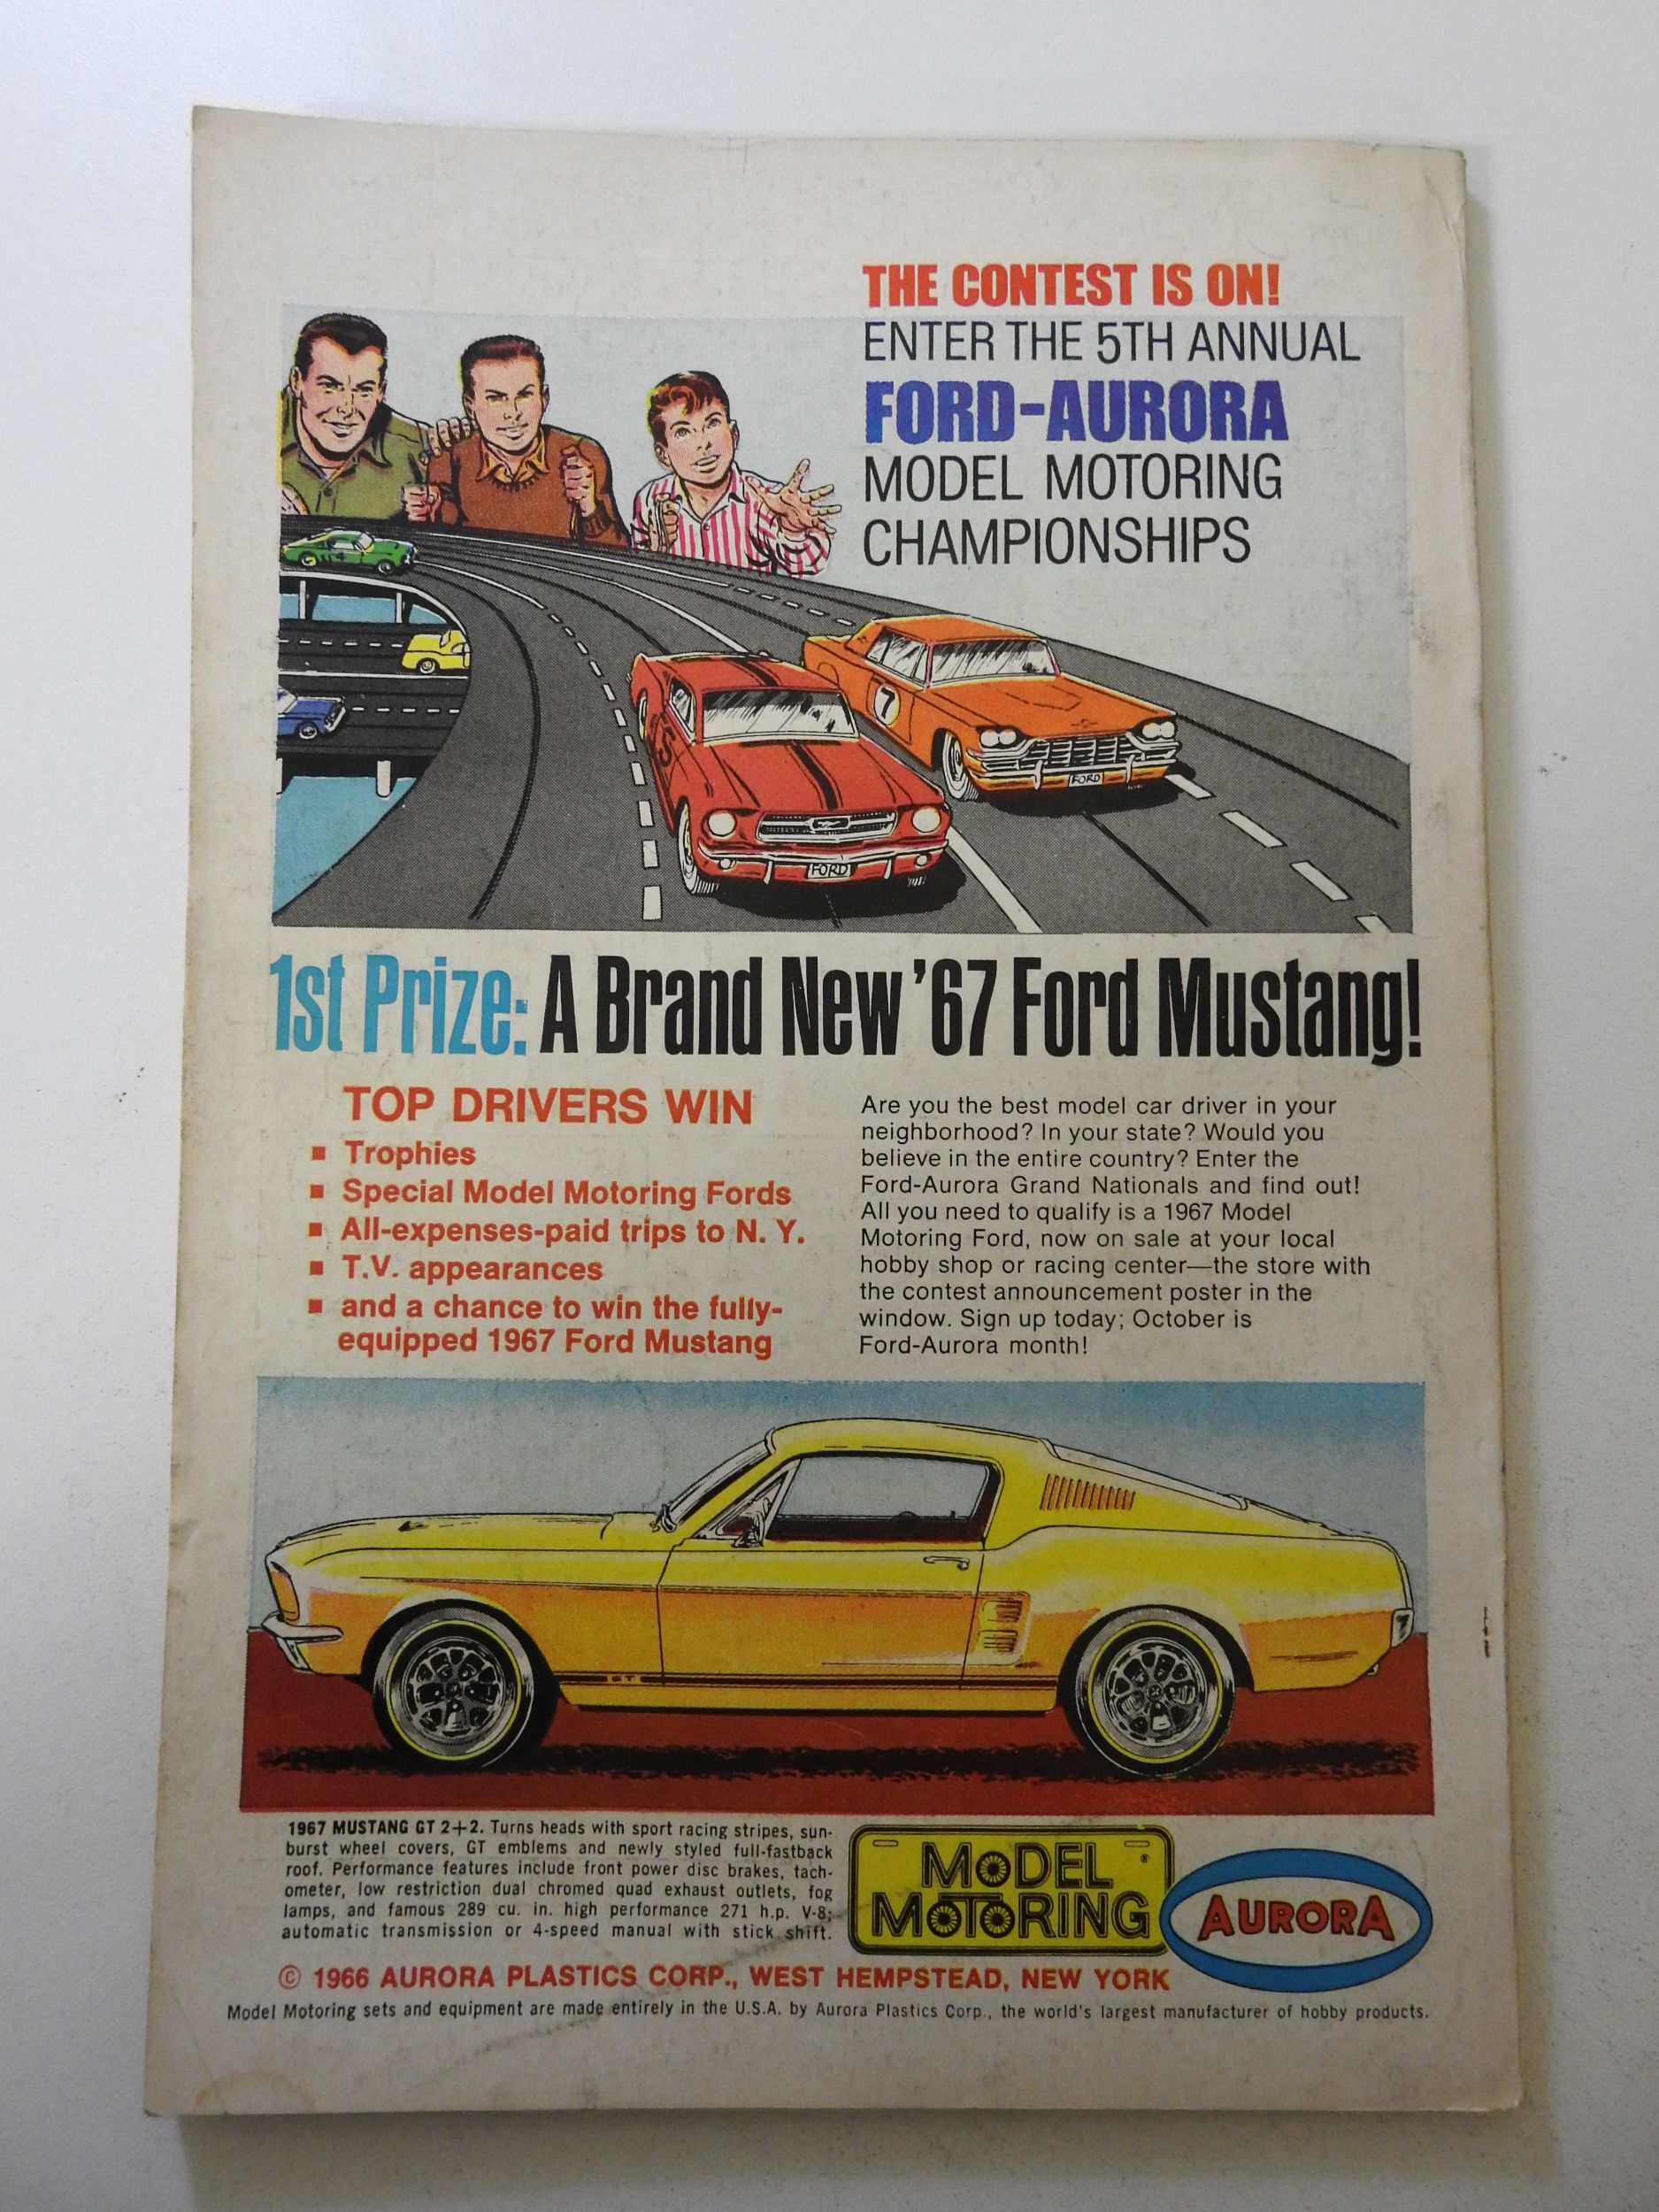 THE CONTEST IS ON!
ENTER THE 5TH ANNUAL
FORD-AURORA
MODEL MOTORING
CHAMPIONSHIPS
7
FORD
FORD
1st Prize: A Brand New '67 Ford Mustang!
TOP DRIVERS WIN
▪ Trophies
▪ Special Model Motoring Fords
▪ All-expenses-paid trips to N. Y.
▪ T.V. appearances
▪ and a chance to win the fully-
equipped 1967 Ford Mustang
Are you the best model car driver in your
neighborhood? In your state? Would you
believe in the entire country? Enter the
Ford-Aurora Grand Nationals and find out!
All you need to qualify is a 1967 Model
Motoring Ford, now on sale at your local
hobby shop or racing center—the store with
the contest announcement poster in the
window. Sign up today; October is
Ford-Aurora month!
GT
1967 MUSTANG GT 2+2. Turns heads with sport racing stripes, sun-
burst wheel covers, GT emblems and newly styled full-fastback
roof. Performance features include front power disc brakes, tach-
ometer, low restriction dual chromed quad exhaust outlets, fog
lamps, and famous 289 cu. in. high performance 271 h.p. V-8;
automatic transmission or 4-speed manual with stick shift.
MODEL ®
MOTORING
AURORA
© 1966 AURORA PLASTICS CORP., WEST HEMPSTEAD, NEW YORK
Model Motoring sets and equipment are made entirely in the U.S.A. by Aurora Plastics Corp., the world's largest manufacturer of hobby products.